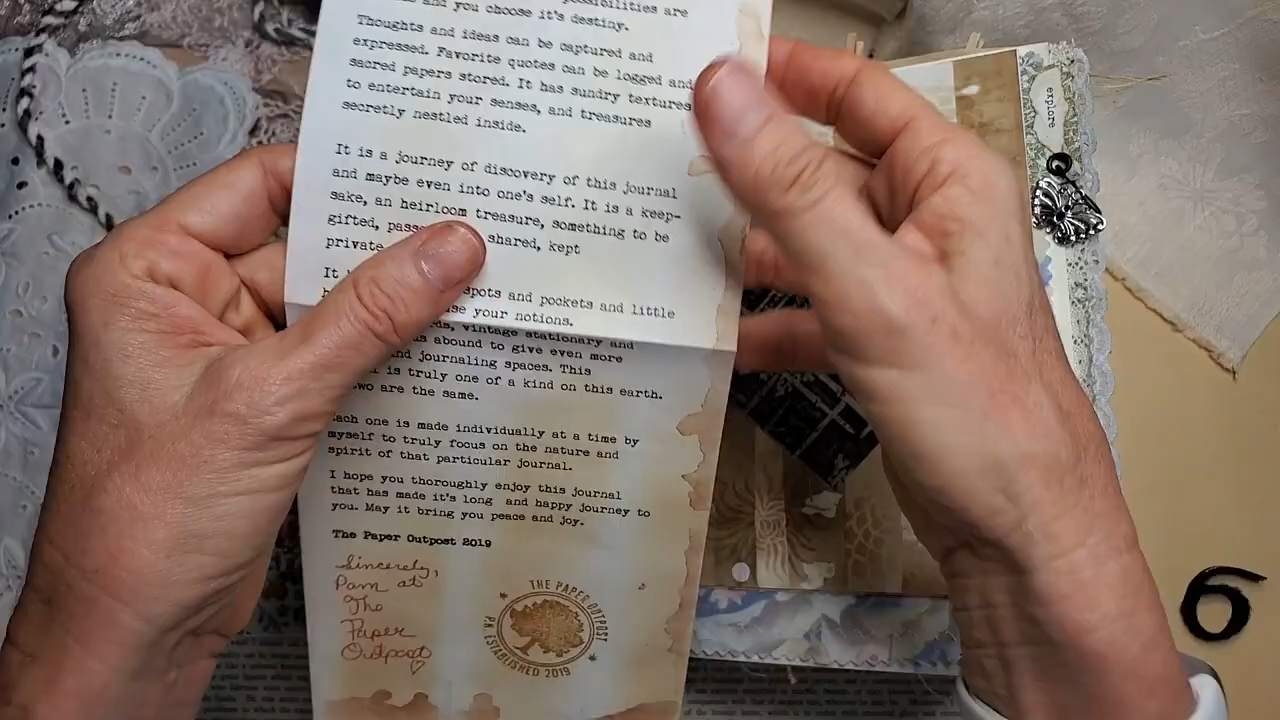 possibilities are
and you choose it's destiny.
Thoughts and ideas can be captured and
expressed. Favorite quotes can be logged and
sacred papers stored. It has sundry textures
to entertain your senses, and treasures
secretly nestled inside.
It is a journey of discovery of this journal
and maybe even into one's self. It is a keep-
sake, an heirloom treasure, something to be
gifted, shared, kept
private
It
spots and pockets and little
your notions.
vintage stationary and
abound to give even more
and journaling spaces. This
is truly one of a kind on this earth.
two are the same.
Each one is made individually at a time by
myself to truly focus on the nature and
spirit of that particular journal.
I hope you thoroughly enjoy this journal
that has made it's long and happy journey to
you. May it bring you peace and joy.
The Paper Outpost 2019
Sincerely,
Pam at
The
Paper
Outpost
THE PAPER OUTPOST
ESTABLISHED 2019
explore
6